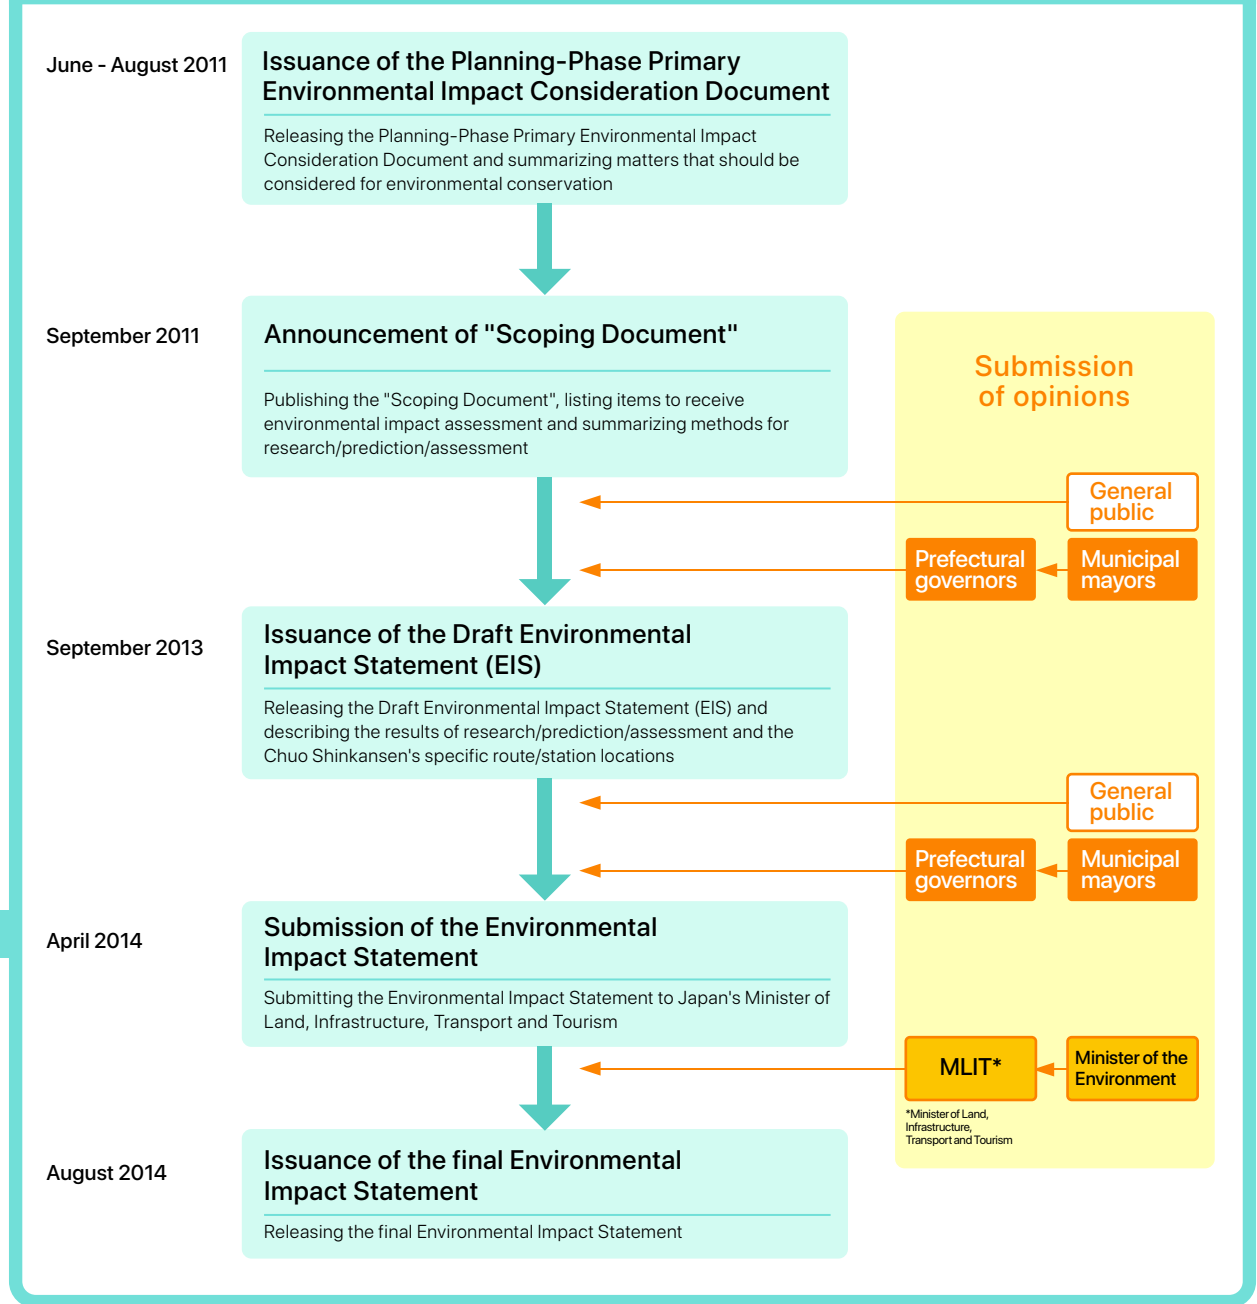 June - August 2011
Issuance of the Planning-Phase Primary
Environmental Impact Consideration Document
Releasing the Planning-Phase Primary Environmental Impact
Consideration Document and summarizing matters that should be
considered for environmental conservation
September 2011
Announcement of "Scoping Document"
Publishing the "Scoping Document", listing items to receive
environmental impact assessment and summarizing methods for
research/prediction/assessment
Submission
of opinions
General
public
Prefectural
governors
Municipal
mayors
September 2013
Issuance of the Draft Environmental
Impact Statement (EIS)
Releasing the Draft Environmental Impact Statement (EIS) and
describing the results of research/prediction/assessment and the
Chuo Shinkansen's specific route/station locations
General
public
Prefectural
governors
Municipal
mayors
April 2014
Submission of the Environmental
Impact Statement
Submitting the Environmental Impact Statement to Japan's Minister of
Land, Infrastructure, Transport and Tourism
MLIT*
Minister of the
Environment
*Minister of Land,
Infrastructure,
Transport and Tourism
August 2014
Issuance of the final Environmental
Impact Statement
Releasing the final Environmental Impact Statement